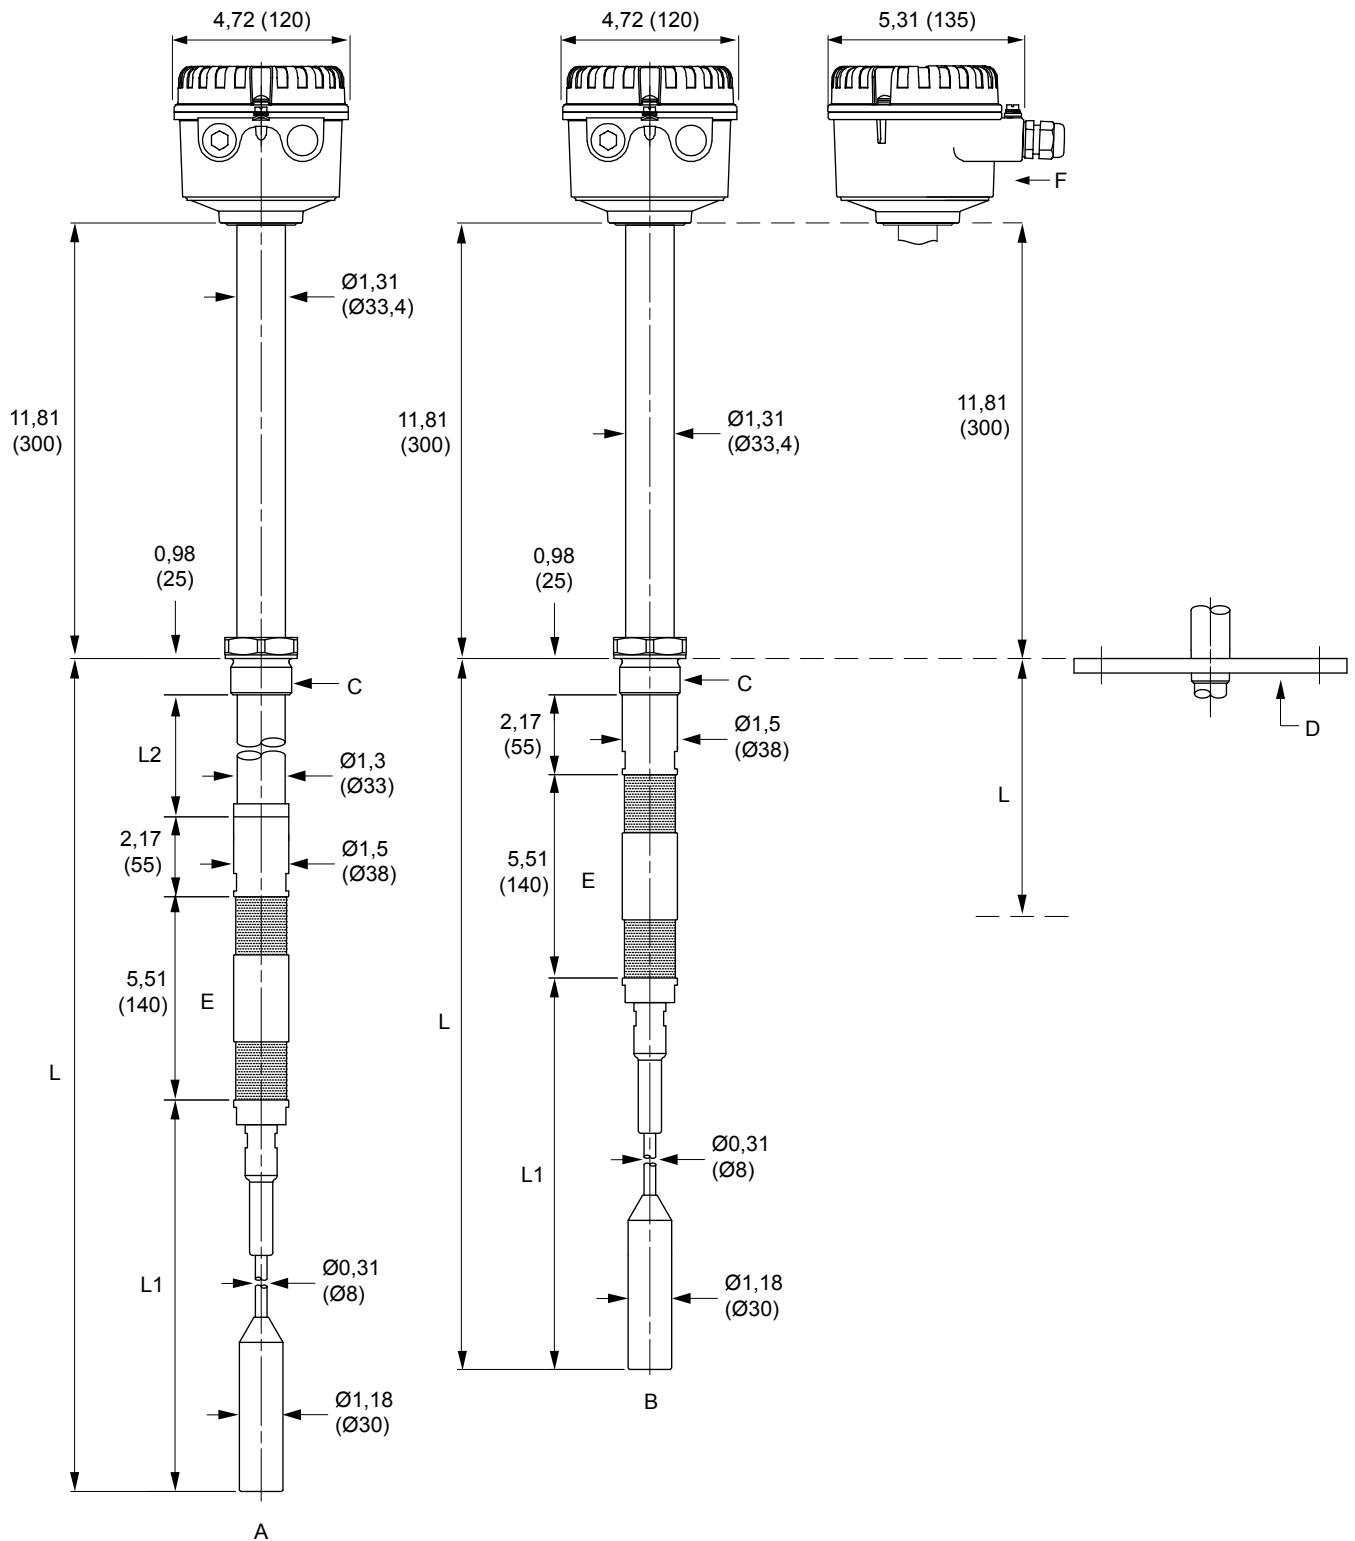 4,72 (120)
4,72 (120)
5,31 (135)
F
Ø1,31
(Ø33,4)
11,81
(300)
11,81
(300)
Ø1,31
(Ø33,4)
11,81
(300)
0,98
(25)
0,98
(25)
C
C
D
L2
Ø1,3
(Ø33)
2,17
(55)
Ø1,5
(Ø38)
L
2,17
(55)
Ø1,5
(Ø38)
5,51
(140)
E
5,51
(140)
E
L
L
L1
Ø0,31
(Ø8)
L1
Ø0,31
(Ø8)
Ø1,18
(Ø30)
Ø1,18
(Ø30)
B
A